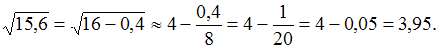 √15,6 = √(16 − 0,4) ≈ 4 − 0,4/8 = 4 − 1/20 = 4 − 0,05 = 3,95.